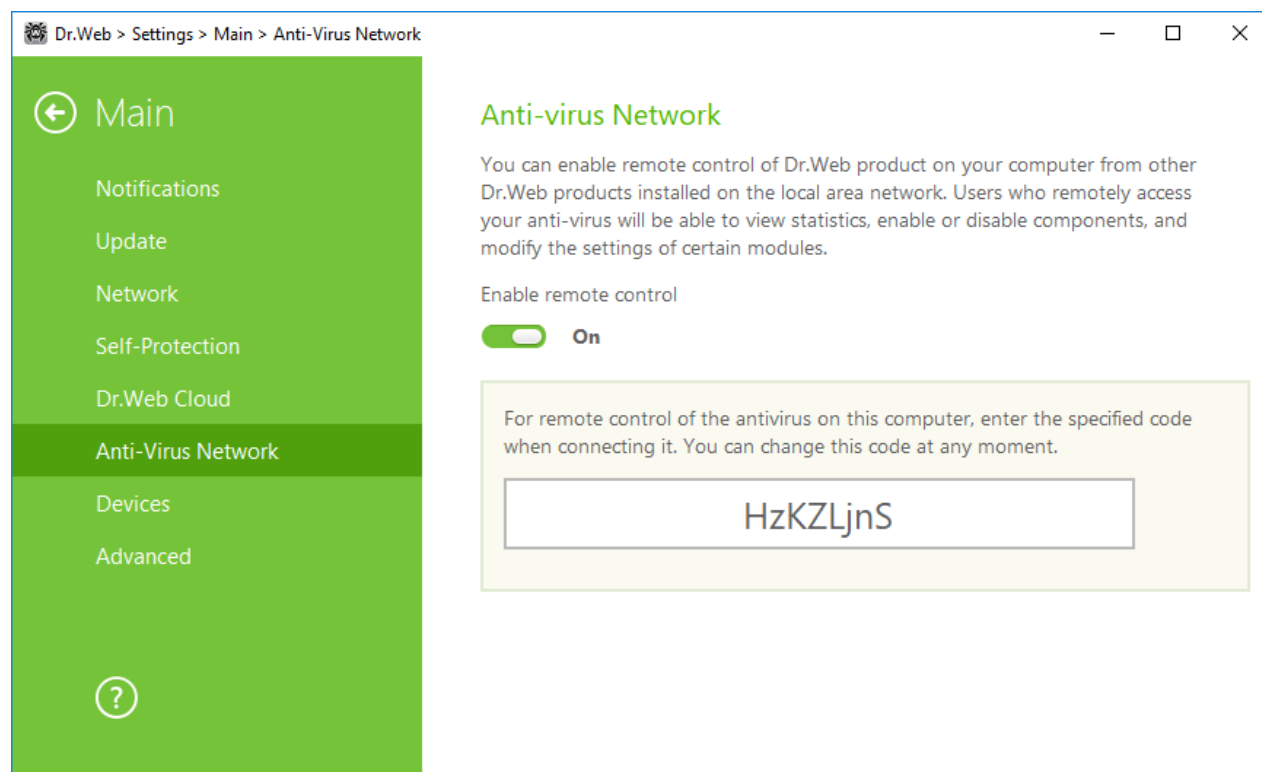 Dr.Web > Settings > Main > Anti-Virus Network
Main
Notifications
Update
Network
Self-Protection
Dr.Web Cloud
Anti-Virus Network
Devices
Advanced
?
Anti-virus Network
You can enable remote control of Dr.Web product on your computer from other
Dr.Web products installed on the local area network. Users who remotely access
your anti-virus will be able to view statistics, enable or disable components, and
modify the settings of certain modules.
Enable remote control
On
For remote control of the antivirus on this computer, enter the specified code
when connecting it. You can change this code at any moment.
HzKZLjnS